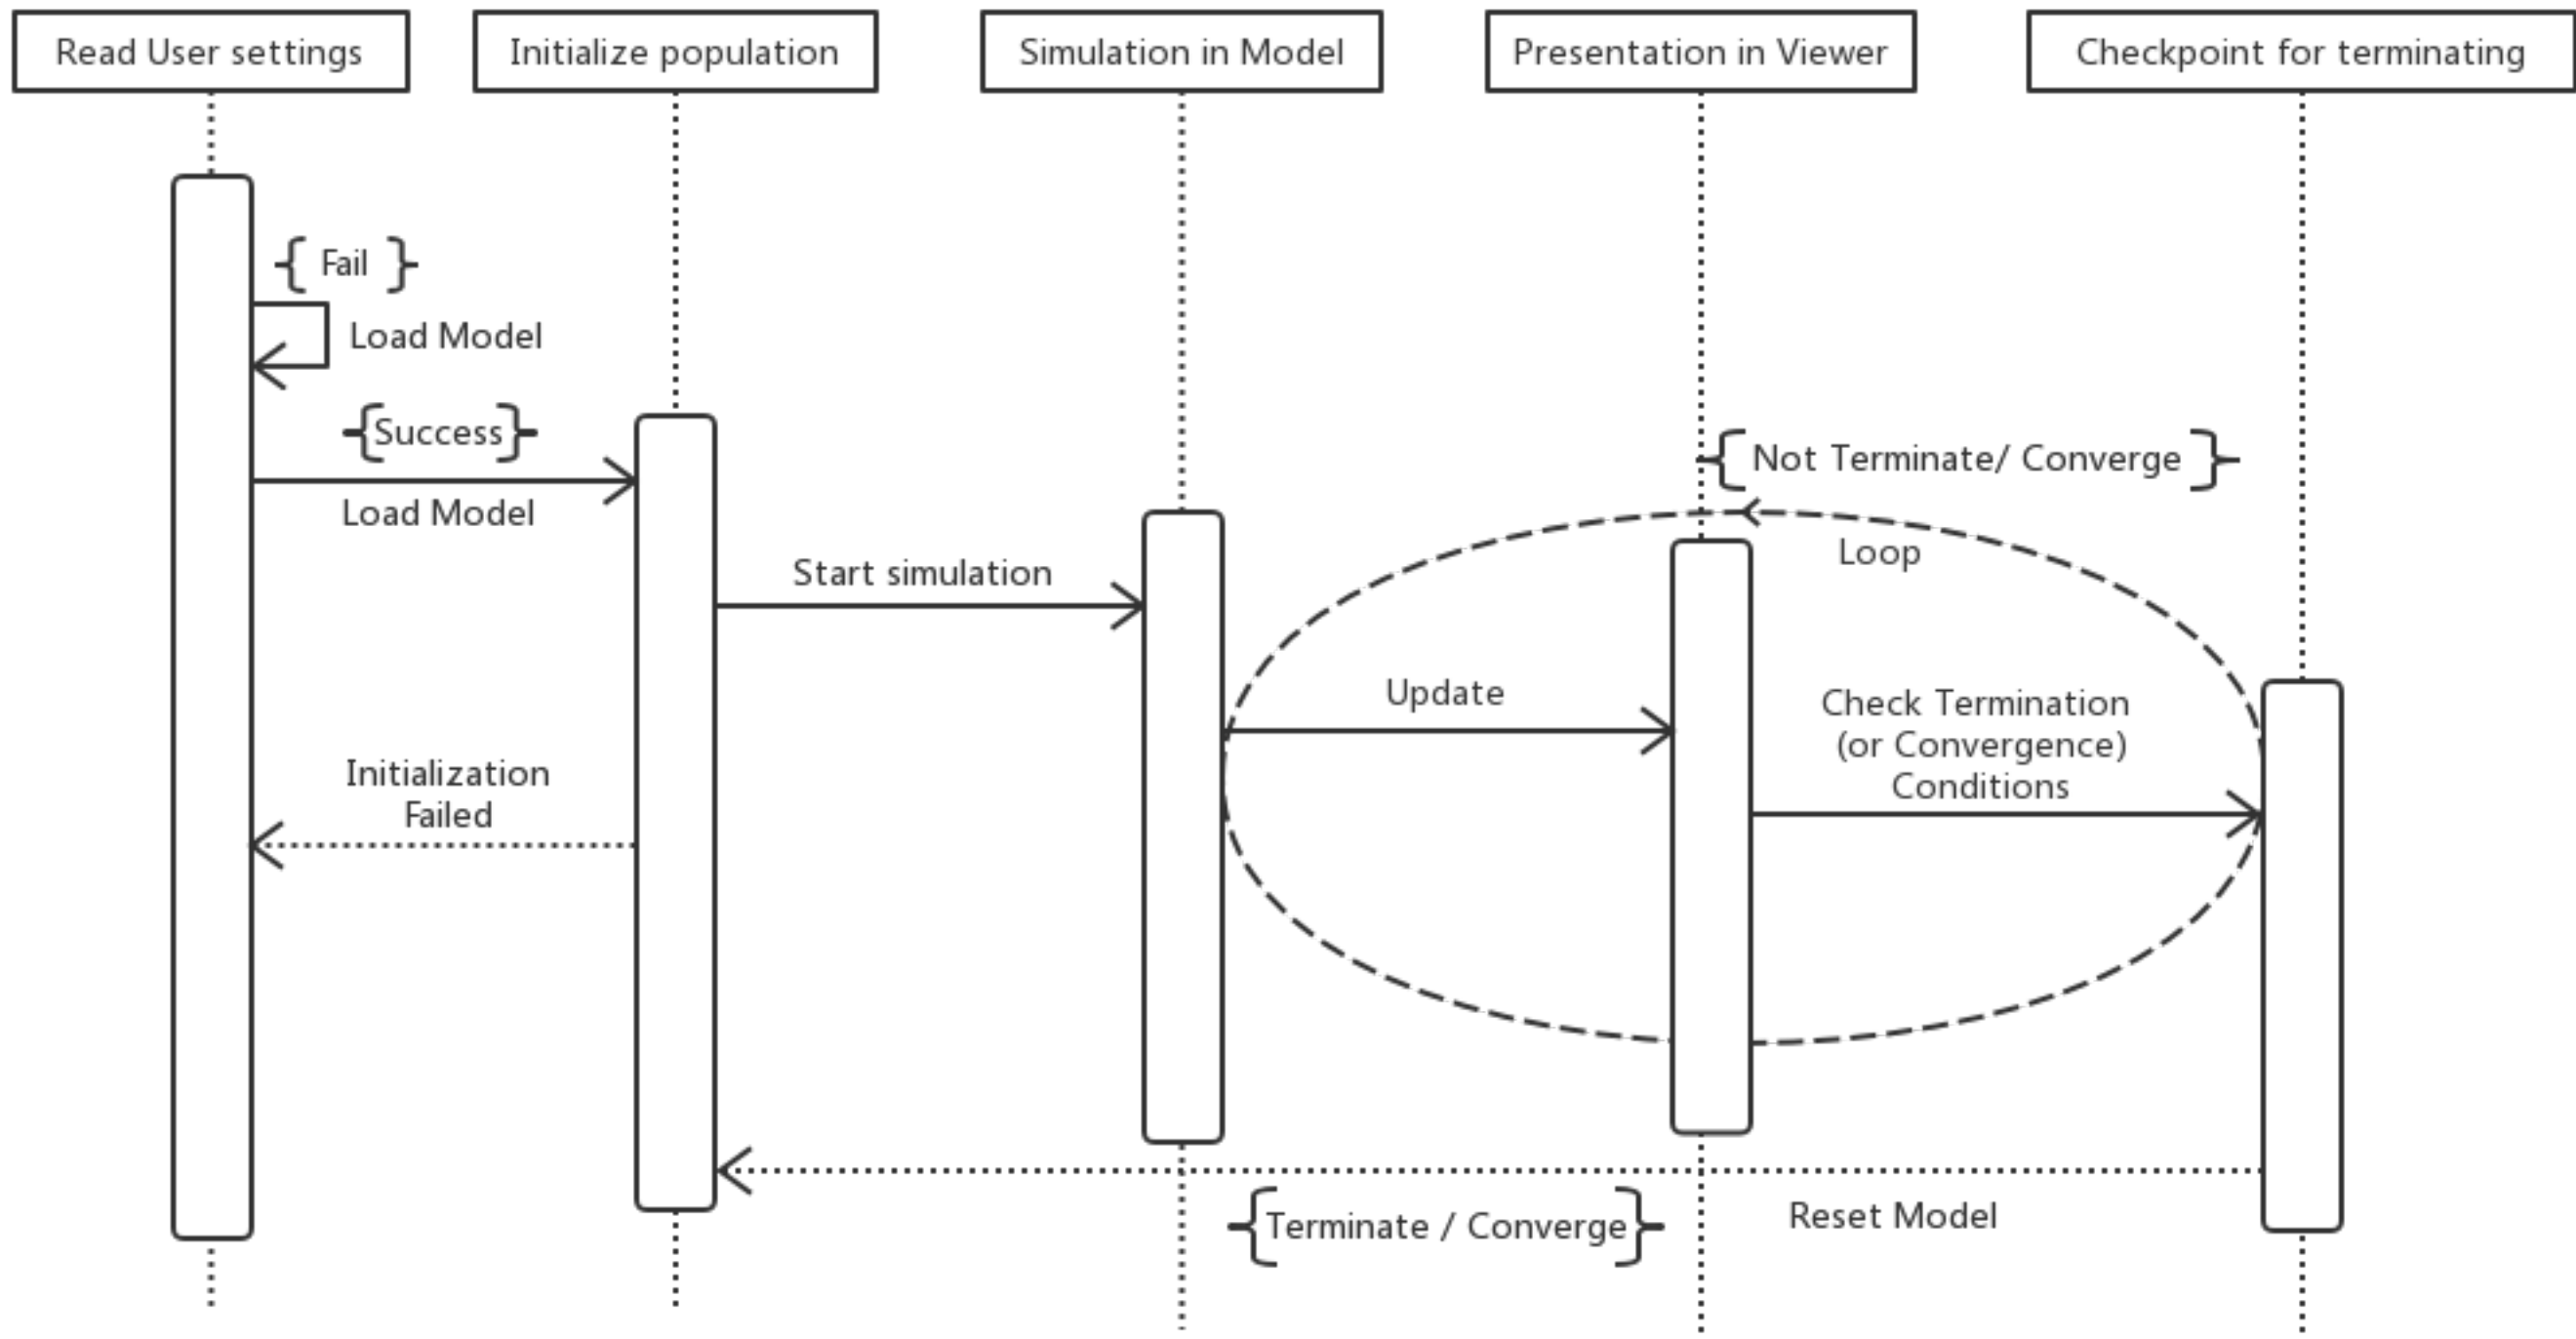 Read User settings
Initialize population
Simulation in Model
Presentation in Viewer
Checkpoint for terminating
Fail
Load Model
Success
Load Model
Not Terminate/ Converge
Loop
Start simulation
Update
Check Termination
(or Convergence)
Conditions
Initialization
Failed
Terminate / Converge
Reset Model